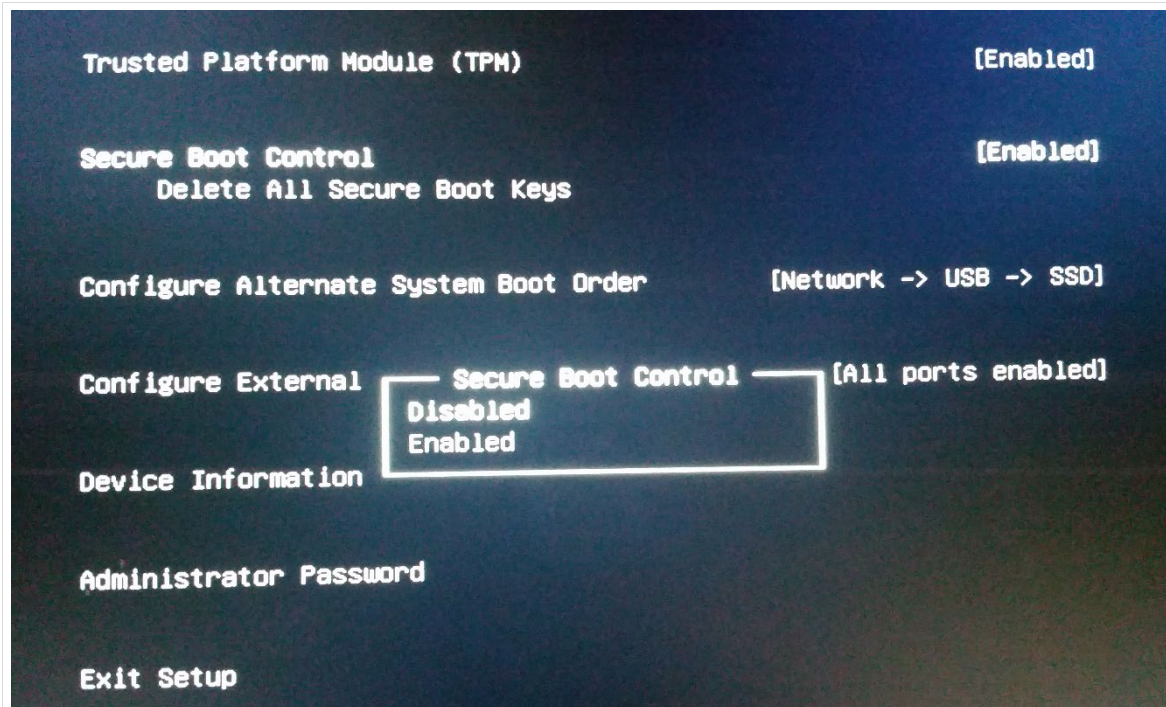 Trusted Platform Module (TPM) [Enabled]
Secure Boot Control [Enabled]
Delete All Secure Boot Keys
Configure Alternate System Boot Order [Network -> USB -> SSD]
Configure External [All ports enabled]
Secure Boot Control
Disabled
Enabled
Device Information
Administrator Password
Exit Setup